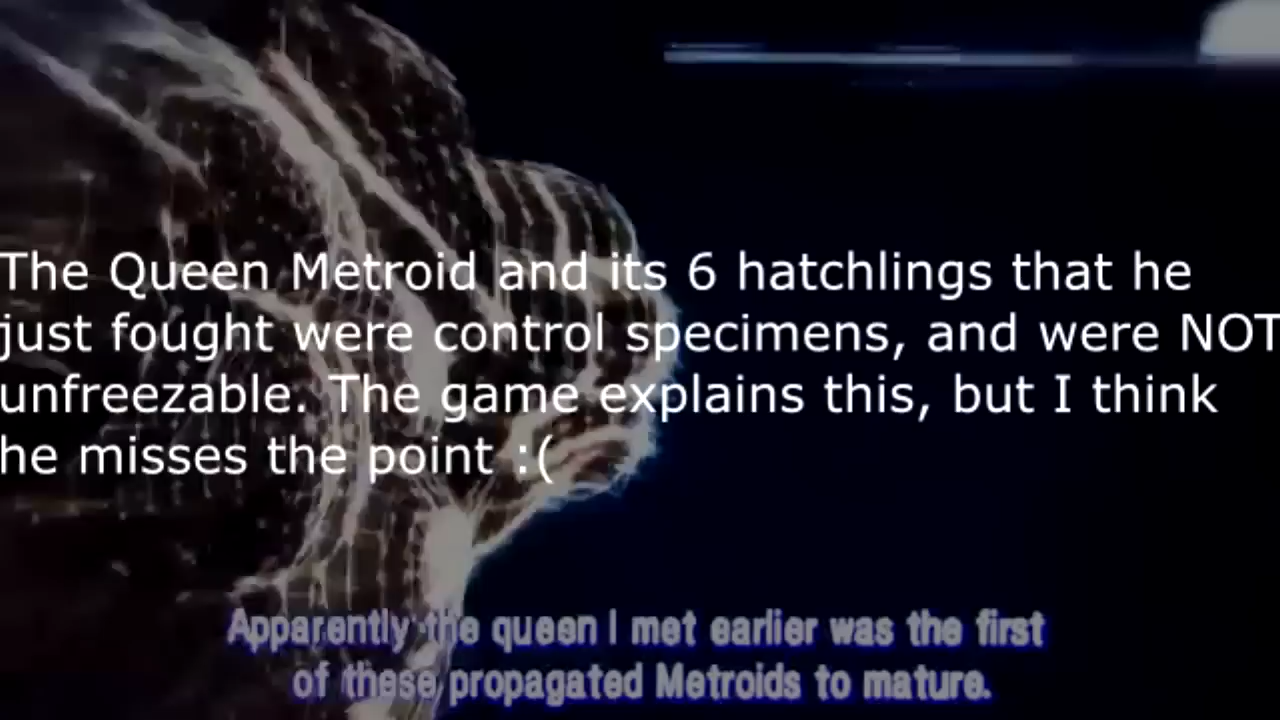 The Queen Metroid and its 6 hatchlings that he
just fought were control specimens, and were NOT
unfreezable. The game explains this, but I think
he misses the point :(
Apparently the queen I met earlier was the first
of these propagated Metroids to mature.